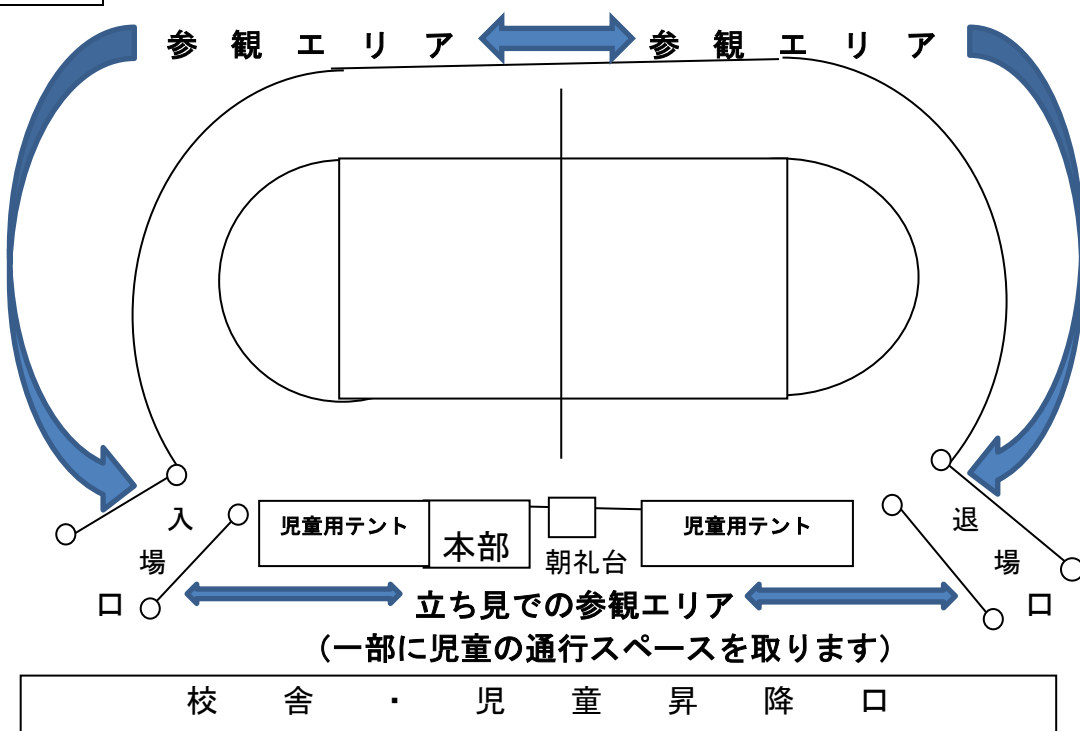 参観エリア 参観エリア
児童用テント 本部 朝礼台 児童用テント
入場口
退場口
立ち見での参観エリア
（一部に児童の通行スペースを取ります）
校舎・児童昇降口